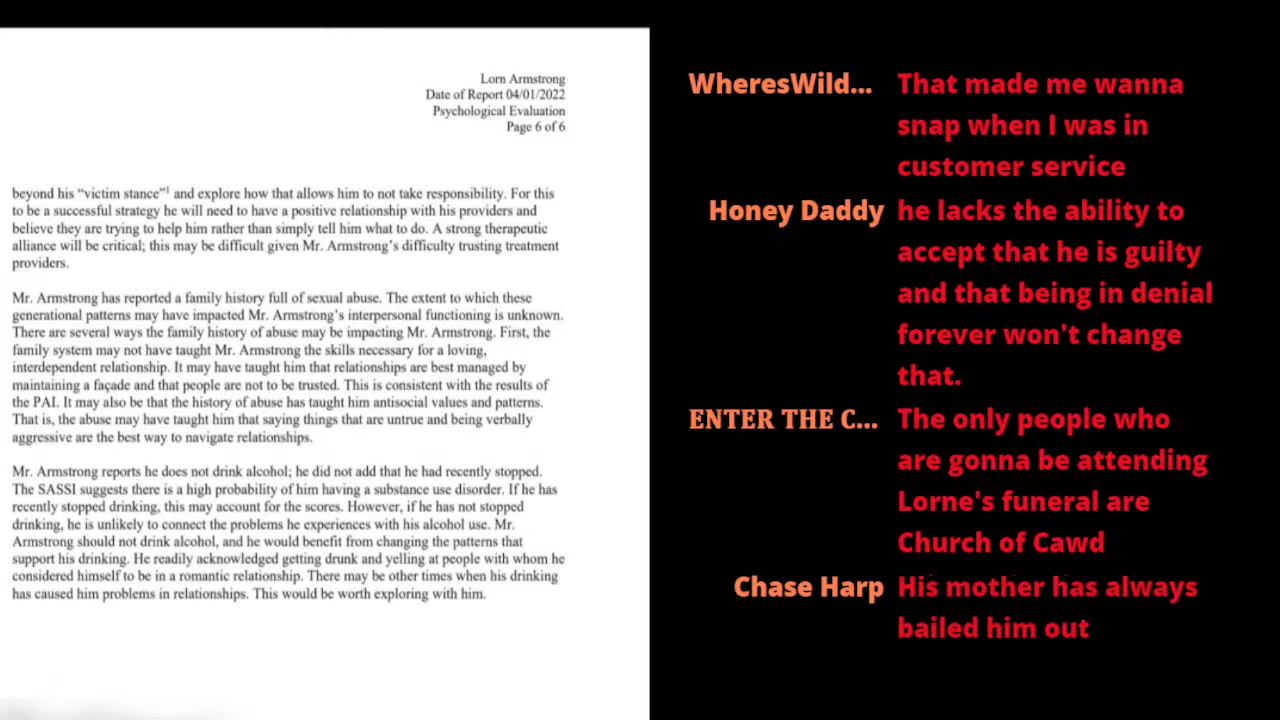 Lorn Armstrong
Date of Report 04/01/2022
Psychological Evaluation
Page 6 of 6
beyond his “victim stance”¹ and explore how that allows him to not take responsibility. For this
to be a successful strategy he will need to have a positive relationship with his providers and
believe they are trying to help him rather than simply tell him what to do. A strong therapeutic
alliance will be critical; this may be difficult given Mr. Armstrong’s difficulty trusting treatment
providers.
Mr. Armstrong has reported a family history full of sexual abuse. The extent to which these
generational patterns may have impacted Mr. Armstrong’s interpersonal functioning is unknown.
There are several ways the family history of abuse may be impacting Mr. Armstrong. First, the
family system may not have taught Mr. Armstrong the skills necessary for a loving,
interdependent relationship. It may have taught him that relationships are best managed by
maintaining a façade and that people are not to be trusted. This is consistent with the results of
the PAI. It may also be that the history of abuse has taught him antisocial values and patterns.
That is, the abuse may have taught him that saying things that are untrue and being verbally
aggressive are the best way to navigate relationships.
Mr. Armstrong reports he does not drink alcohol; he did not add that he had recently stopped.
The SASSI suggests there is a high probability of him having a substance use disorder. If he has
recently stopped drinking, this may account for the scores. However, if he has not stopped
drinking, he is unlikely to connect the problems he experiences with his alcohol use. Mr.
Armstrong should not drink alcohol, and he would benefit from changing the patterns that
support his drinking. He readily acknowledged getting drunk and yelling at people with whom he
considered himself to be in a romantic relationship. There may be other times when his drinking
has caused him problems in relationships. This would be worth exploring with him.
WheresWild... That made me wanna
snap when I was in
customer service
Honey Daddy he lacks the ability to
accept that he is guilty
and that being in denial
forever won't change
that.
ENTER THE C... The only people who
are gonna be attending
Lorne's funeral are
Church of Cawd
Chase Harp His mother has always
bailed him out